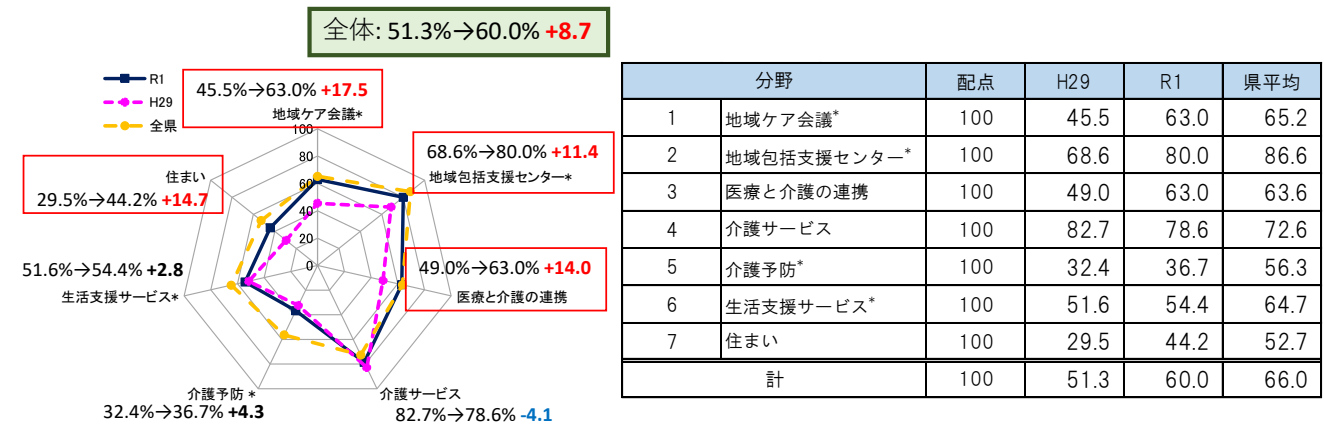 全体: 51.3%→60.0% +8.7
R1
H29
全県
45.5%→63.0% +17.5
地域ケア会議*
68.6%→80.0% +11.4
地域包括支援センター*
49.0%→63.0% +14.0
医療と介護の連携
介護サービス
82.7%→78.6% -4.1
介護予防 *
32.4%→36.7% +4.3
51.6%→54.4% +2.8
生活支援サービス*
住まい
29.5%→44.2% +14.7
100
80
60
40
20
0
分野 配点 H29 R1 県平均
1 地域ケア会議* 100 45.5 63.0 65.2
2 地域包括支援センター* 100 68.6 80.0 86.6
3 医療と介護の連携 100 49.0 63.0 63.6
4 介護サービス 100 82.7 78.6 72.6
5 介護予防* 100 32.4 36.7 56.3
6 生活支援サービス* 100 51.6 54.4 64.7
7 住まい 100 29.5 44.2 52.7
計 100 51.3 60.0 66.0